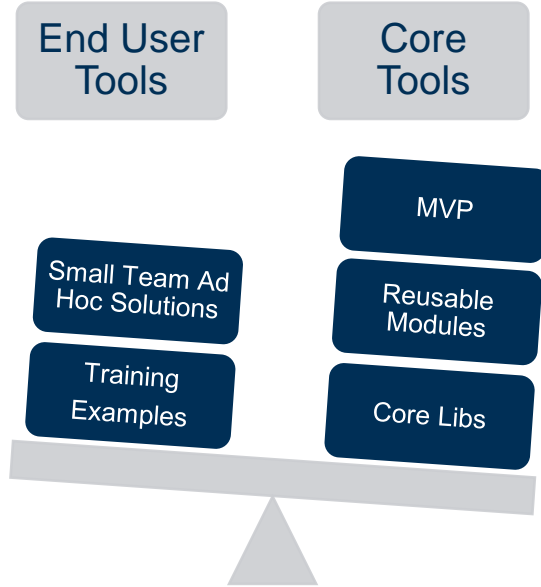 End User
Tools
Core
Tools
MVP
Small Team Ad
Hoc Solutions
Reusable
Modules
Training
Examples
Core Libs